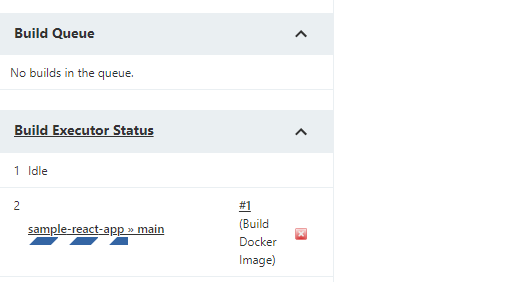 Build Queue
No builds in the queue.
Build Executor Status
1 Idle
2
sample-react-app » main
#1
(Build
Docker
Image)